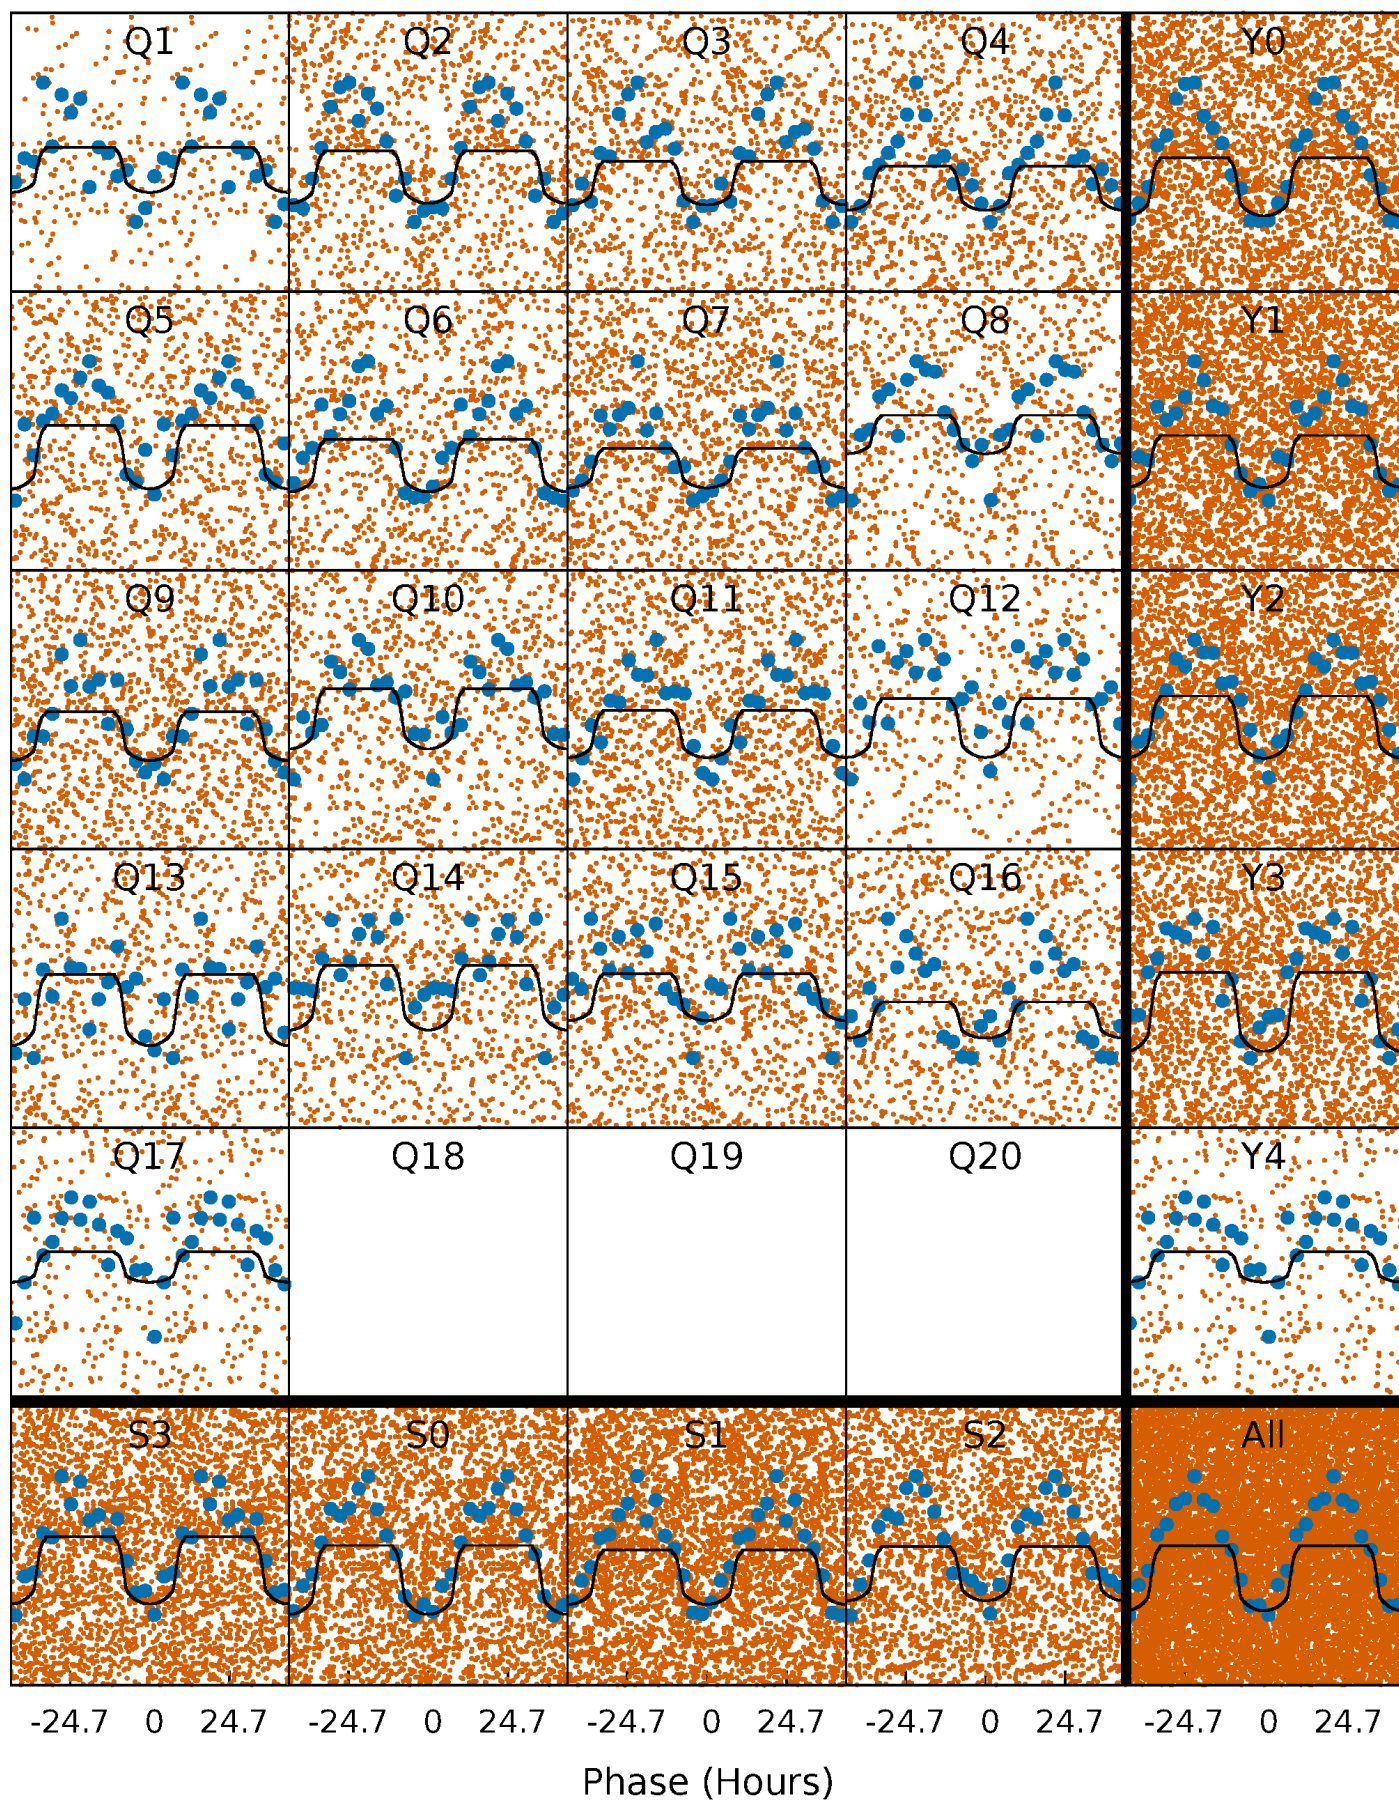 Q1 Q2 Q3 Q4 Y0
Q5 Q6 Q7 Q8 Y1
Q9 Q10 Q11 Q12 Y2
Q13 Q14 Q15 Q16 Y3
Q17 Q18 Q19 Q20 Y4
S3 S0 S1 S2 All
-24.7 0 24.7 -24.7 0 24.7 -24.7 0 24.7 -24.7 0 24.7 -24.7 0 24.7
Phase (Hours)